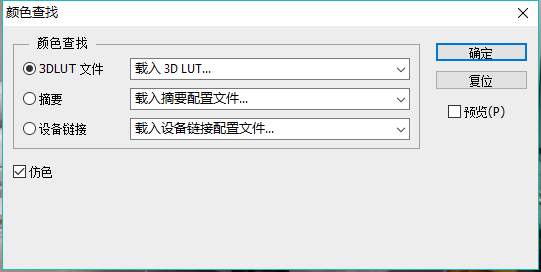 颜色查找
颜色查找
3DLUT 文件
载入 3D LUT...
摘要
载入摘要配置文件...
设备链接
载入设备链接配置文件...
仿色
确定
复位
预览(P)